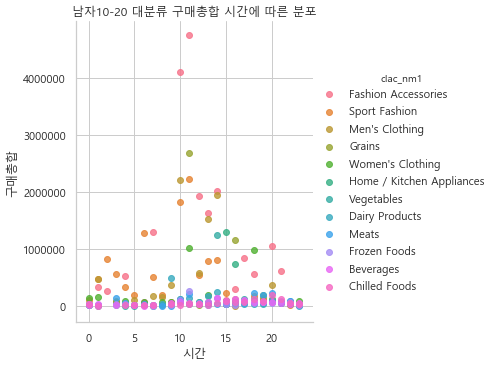 남자10-20 대분류 구매총합 시간에 따른 분포
구매총합
4000000
3000000
2000000
1000000
0
0 5 10 15 20
시간
clac_nm1
Fashion Accessories
Sport Fashion
Men's Clothing
Grains
Women's Clothing
Home / Kitchen Appliances
Vegetables
Dairy Products
Meats
Frozen Foods
Beverages
Chilled Foods